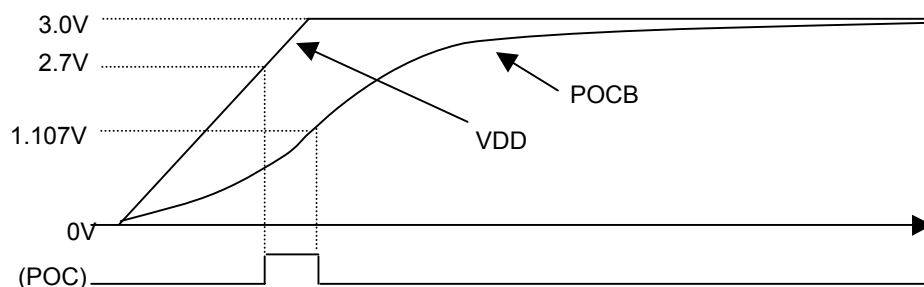 3.0V
2.7V
POCB
1.107V
VDD
0V
(POC)